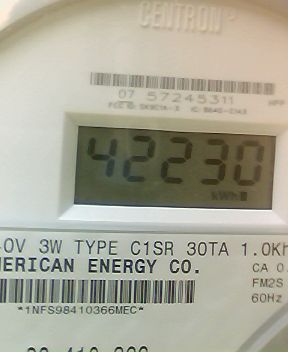 CENTRON®
07 57245311
42230
kWh
0V 3W TYPE C1SR 30TA 1.0Kh
MERICAN ENERGY CO.
CA 0.
FM2S
60Hz
*1NFS98410366MEC*